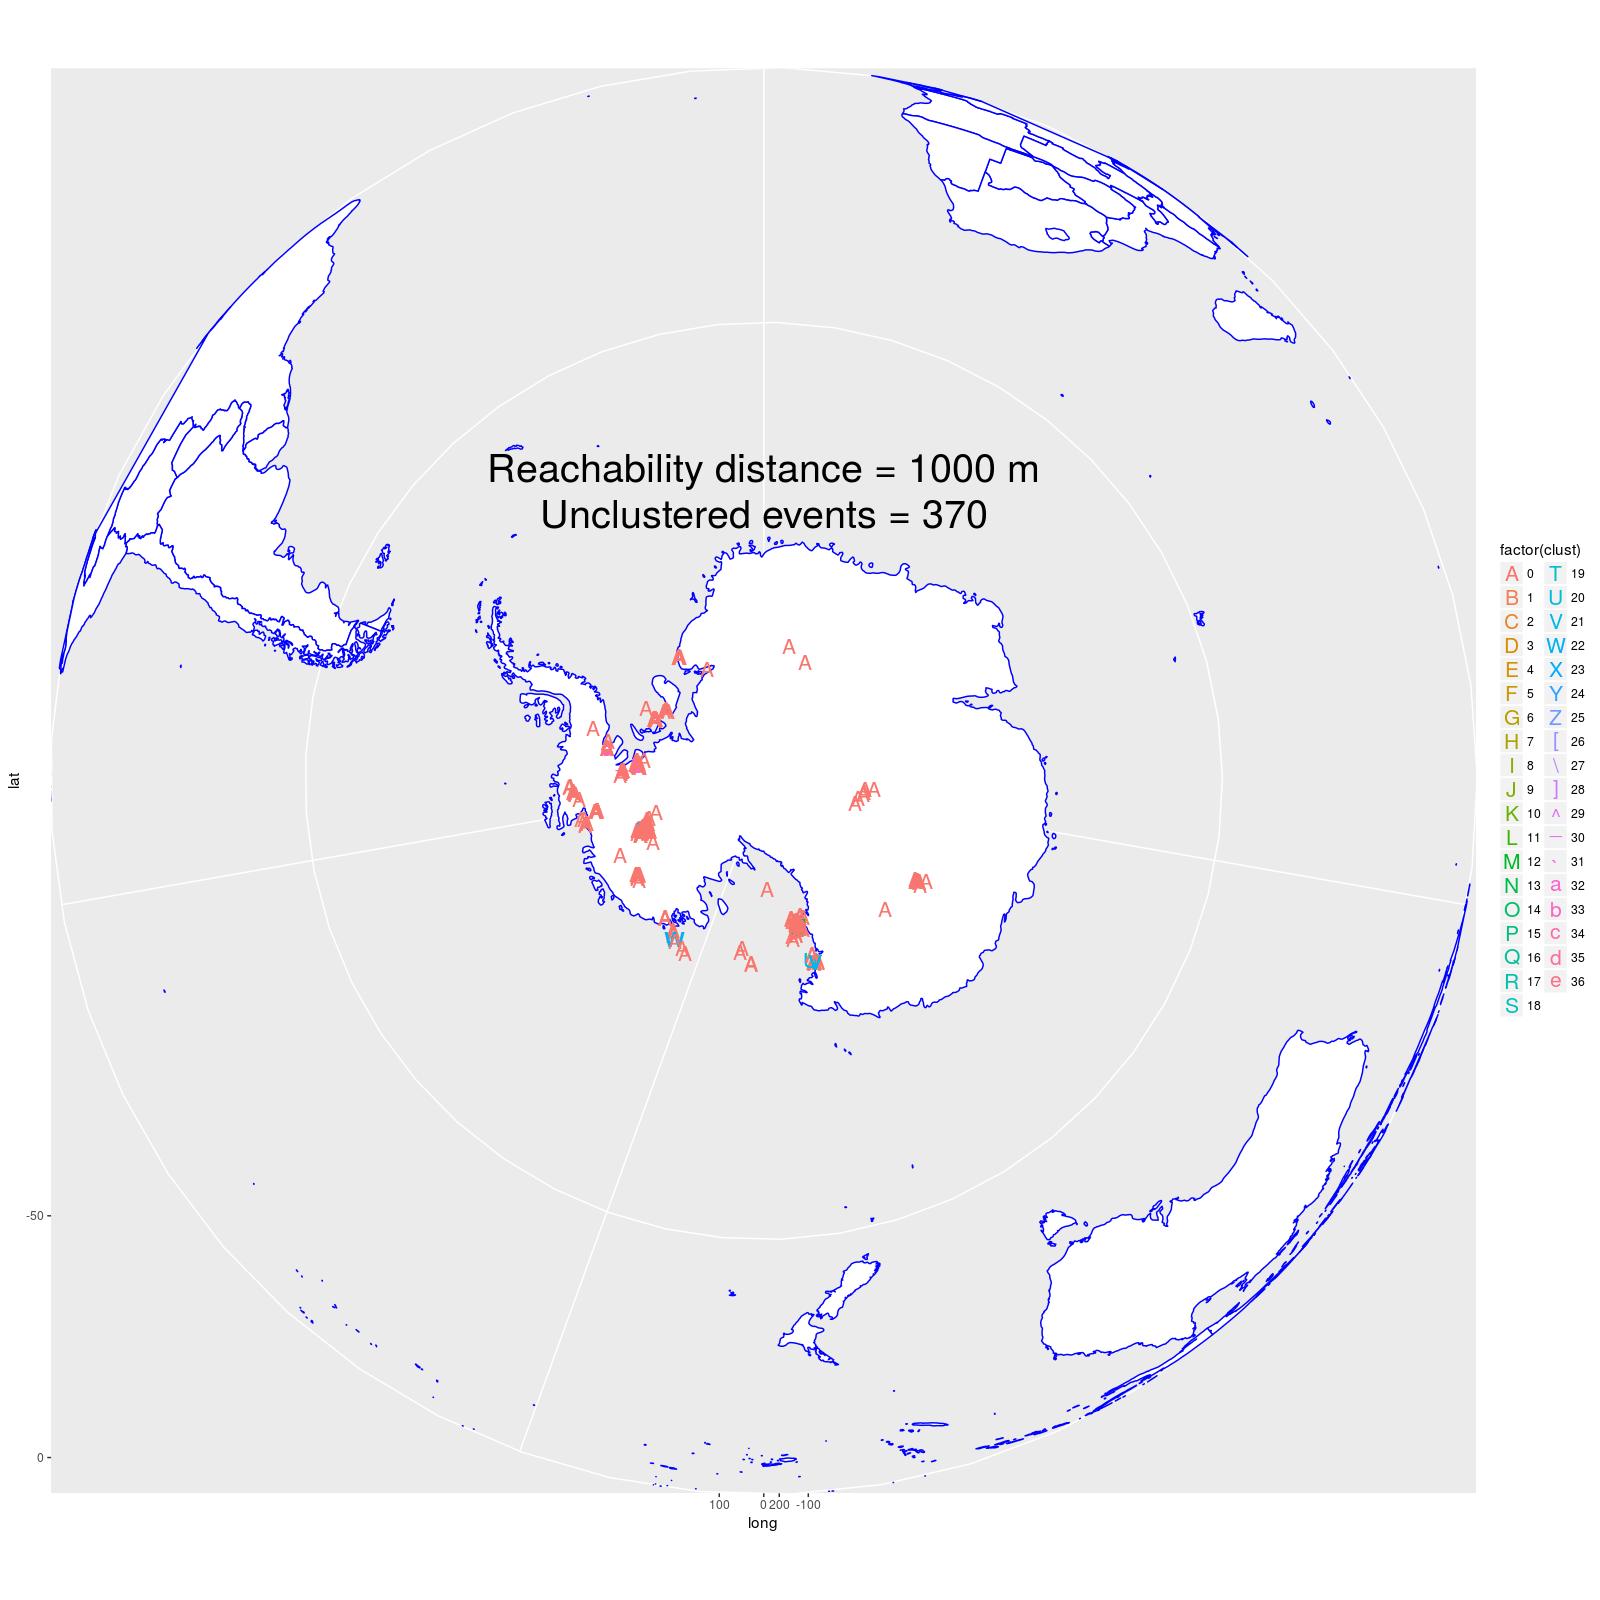 Reachability distance = 1000 m
Unclustered events = 370
lat
-50
0
100 0 200 -100
long
factor(clust)
A 0 T 19
B 1 U 20
C 2 V 21
D 3 W 22
E 4 X 23
F 5 Y 24
G 6 Z 25
H 7 [ 26
I 8 \ 27
J 9 ] 28
K 10 ^ 29
L 11 _ 30
M 12 ` 31
N 13 a 32
O 14 b 33
P 15 c 34
Q 16 d 35
R 17 e 36
S 18